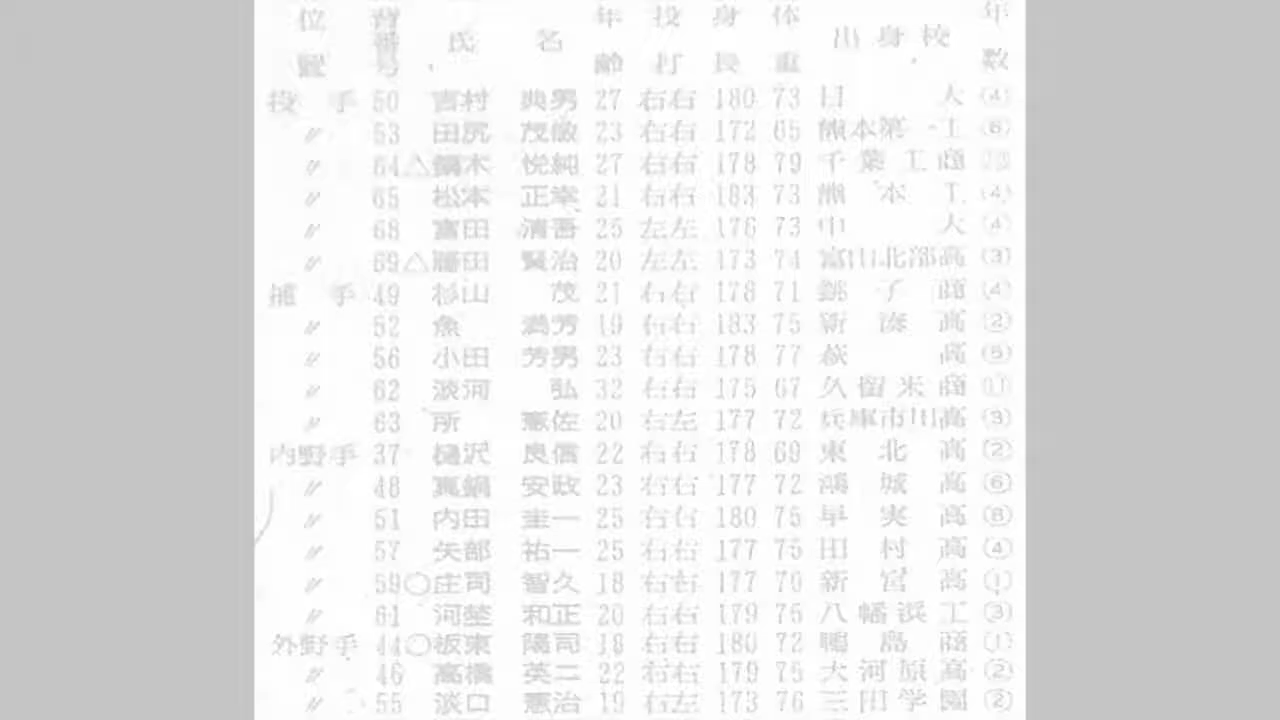 位置 背番号 氏名 年齢 投打 身長 体重 出身校 年数
投手 50 吉村 典男 27 右右 180 73 日大 (4)
〃 53 田尻 茂敏 23 右右 172 65 熊本第一工 (6)
〃 64 △鏑木 悦純 27 右右 178 79 千葉工商
〃 65 松本 正幸 21 右右 183 73 熊本工 (4)
〃 68 富田 清吾 25 左左 176 73 中大 (4)
〃 69 △藤田 賢治 20 左左 173 74 富山北部高 (3)
捕手 49 杉山 茂 21 右右 178 71 銚子商 (4)
〃 52 魚 満芳 19 右右 183 75 新湊高 (2)
〃 56 小田 芳男 23 右右 178 77 萩高 (5)
〃 62 淡河 弘 32 右右 175 67 久留米商
〃 63 所 憲佐 20 右左 177 72 兵庫市川高 (3)
内野手 37 樋沢 良信 22 右右 178 69 東北高 (2)
〃 48 真鍋 安政 23 右右 177 72 鴻城高 (6)
〃 51 内田 圭一 25 右右 180 75 早実高 (8)
〃 57 矢部 祐一 25 右右 177 75 田村高 (4)
〃 59 ○庄司 智久 18 右右 177 70 新宮高 (1)
〃 61 河埜 和正 20 右右 179 75 八幡浜工 (3)
外野手 44 ○板東 陽司 18 右右 180 72 鴨島商 (1)
〃 46 高橋 英二 22 右右 179 75 大河原高 (2)
〃 55 淡口 憲治 19 右左 173 76 三田学園 (2)